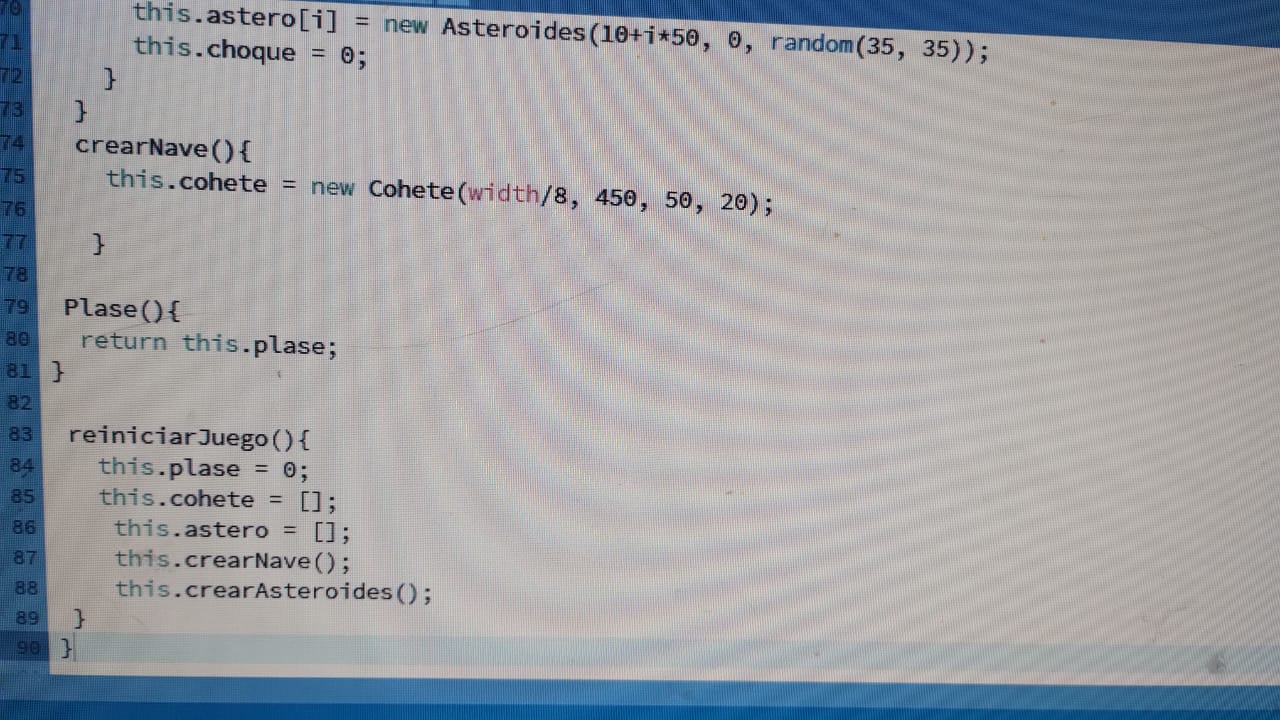 70 this.astero[i] = new Asteroides(10+i*50, 0, random(35, 35));
71 this.choque = 0;
72 }
73 }
74 crearNave(){
75 this.cohete = new Cohete(width/8, 450, 50, 20);
76
77 }
78
79 Plase(){
80 return this.plase;
81 }
82
83 reiniciarJuego(){
84 this.plase = 0;
85 this.cohete = [];
86 this.astero = [];
87 this.crearNave();
88 this.crearAsteroides();
89 }
90 }